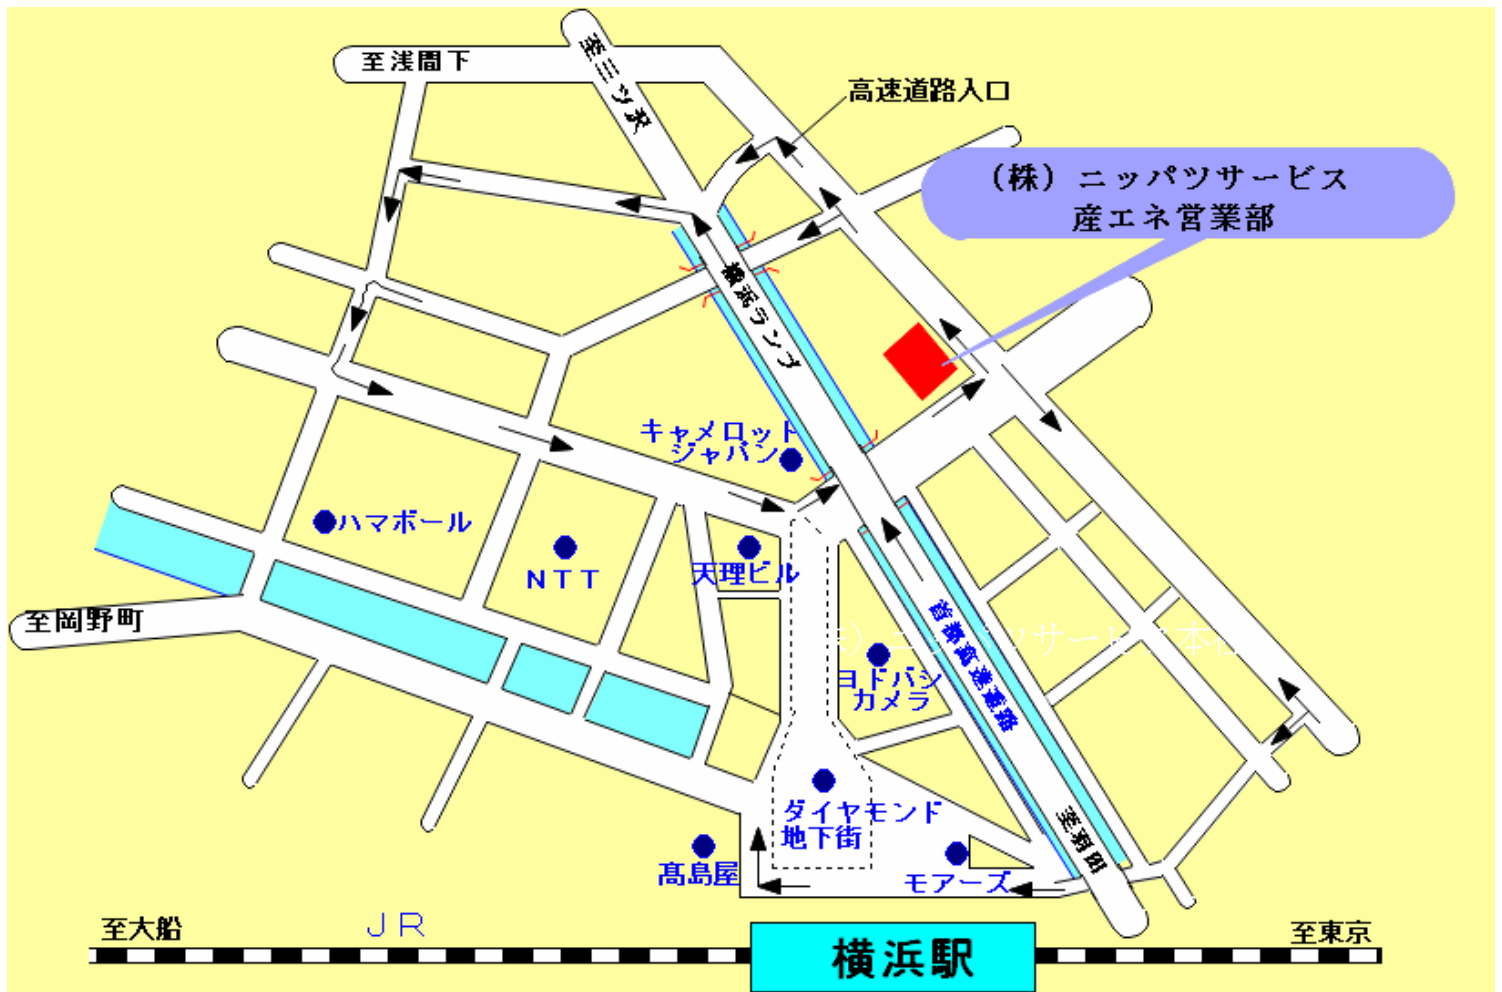 至浅間下
至三ツ沢
高速道路入口
（株）ニッパツサービス
産エネ営業部
横浜ランプ
キャメロット
ジャパン
ハマボール
NTT
天理ビル
至岡野町
首都高速道路
ヨドバシ
カメラ
ダイヤモンド
地下街
至羽田
髙島屋
モアーズ
至大船
JR
横浜駅
至東京